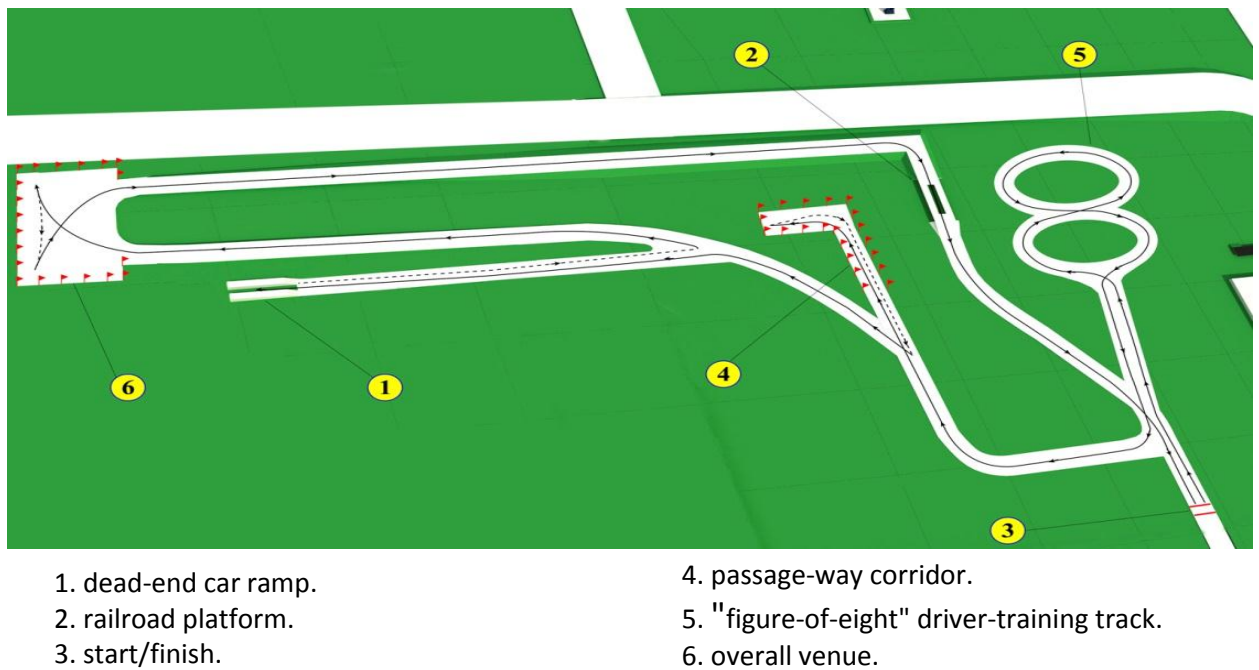 2
5
6
1
4
3
1. dead-end car ramp.
2. railroad platform.
3. start/finish.
4. passage-way corridor.
5. "figure-of-eight" driver-training track.
6. overall venue.